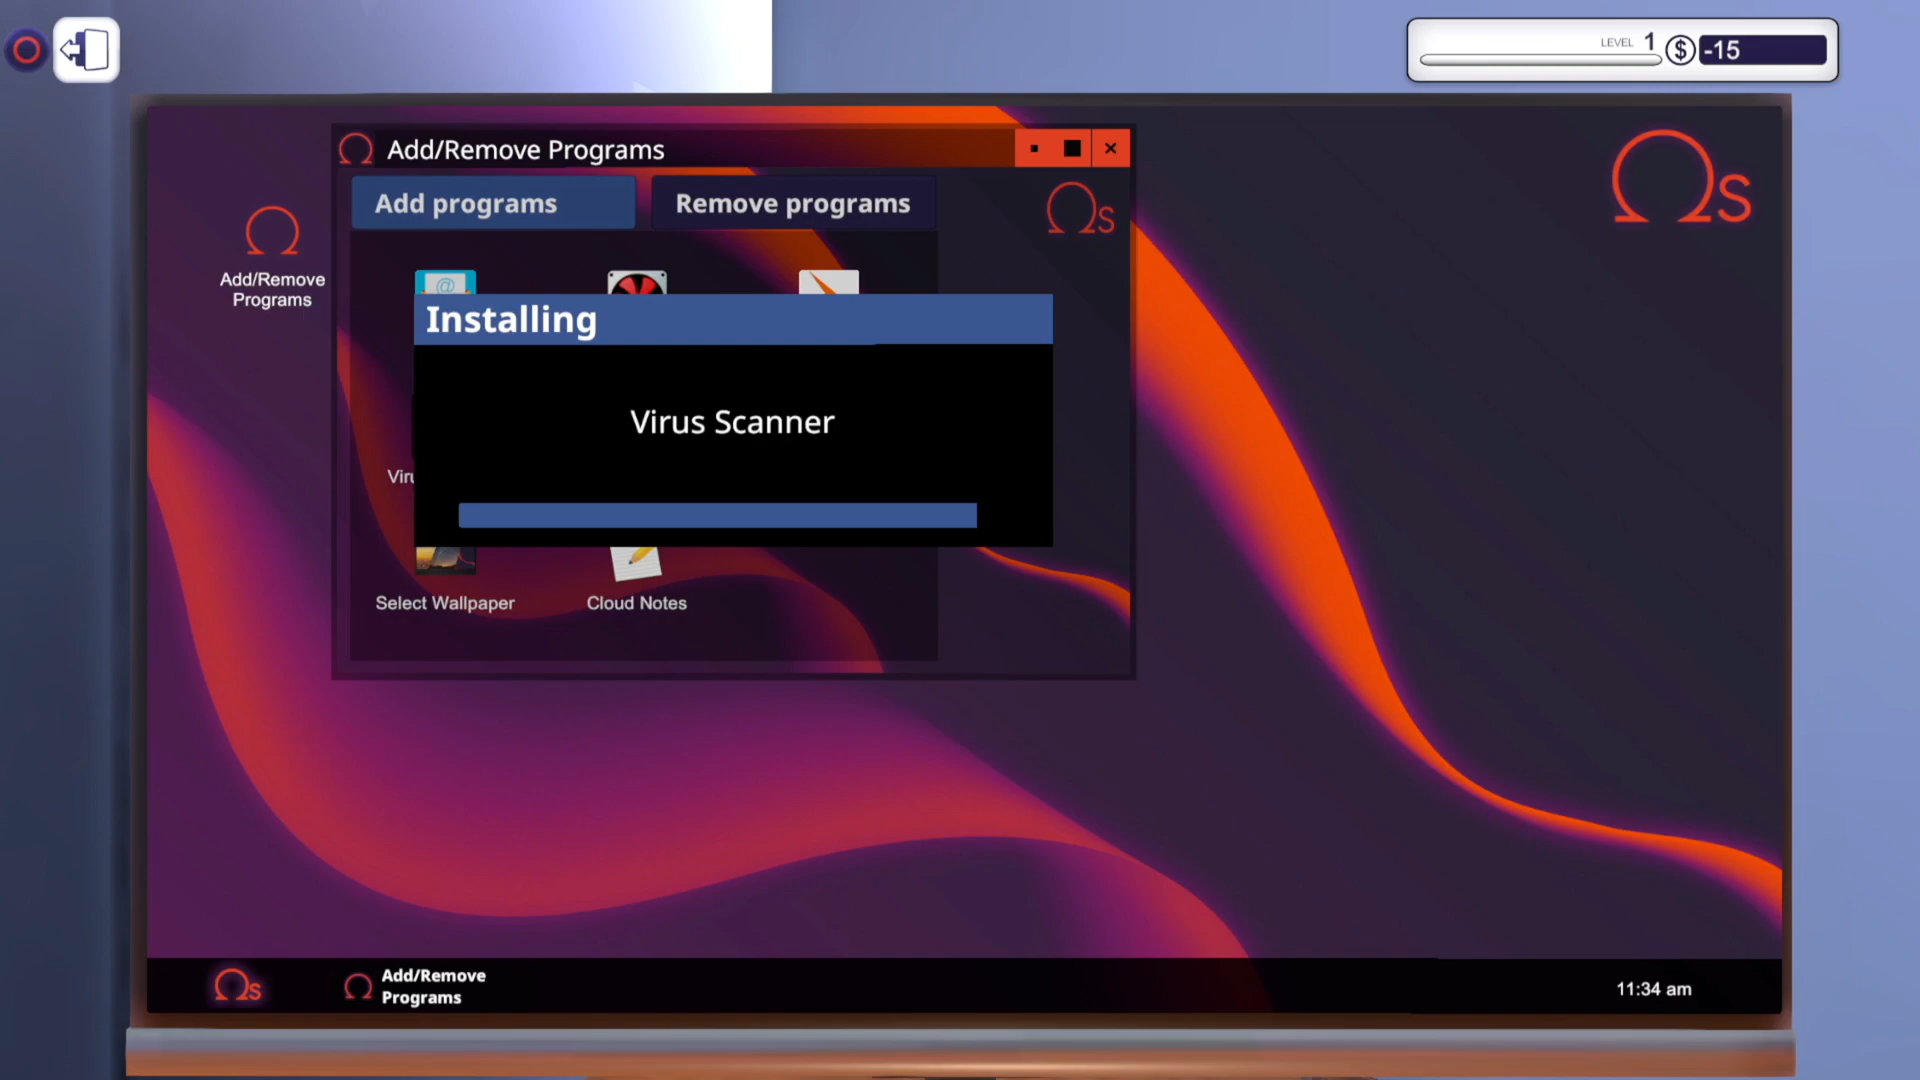 LEVEL 1 $ -15
Add/Remove Programs
Add programs
Remove programs
Ωs
Ωs
@
Add/Remove
Programs
Installing
Virus Scanner
Select Wallpaper
Cloud Notes
Ωs
Add/Remove
Programs
11:34 am